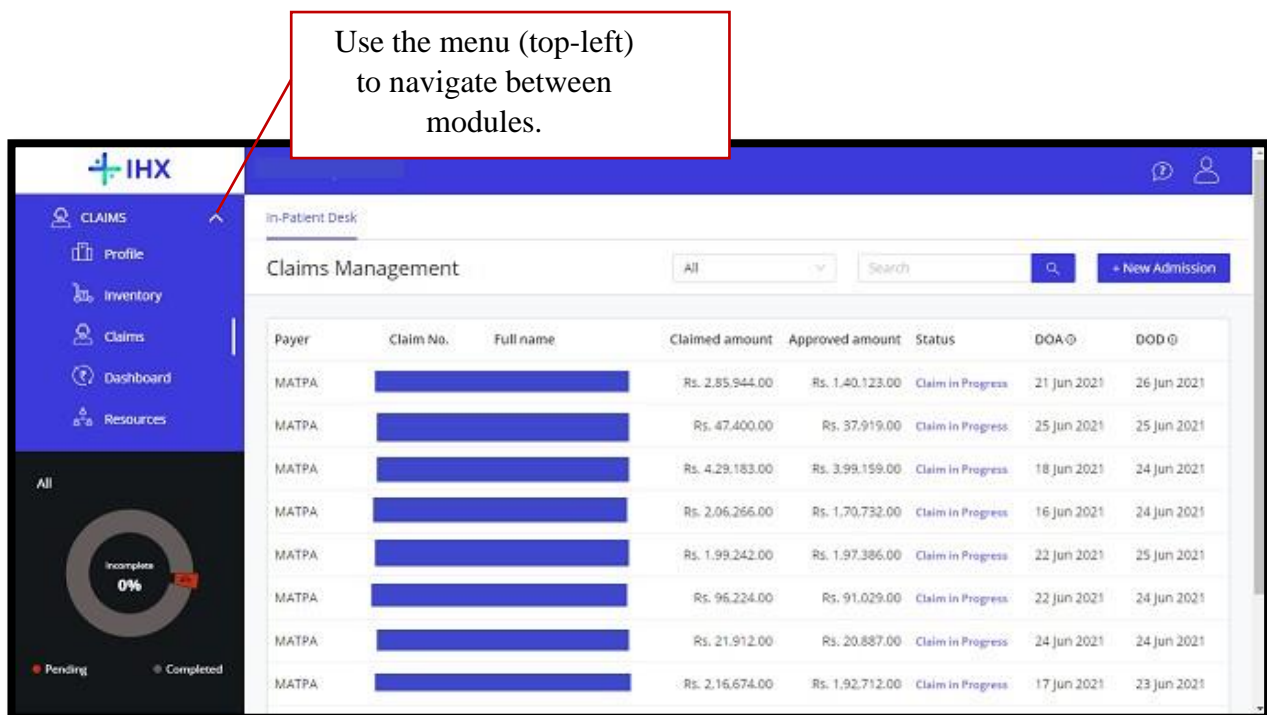 Use the menu (top-left)
to navigate between
modules.
IHX
CLAIMS
Profile
Inventory
Claims
Dashboard
Resources
All
Incomplete
0%
Pending Completed
In-Patient Desk
Claims Management All Search + New Admission
Payer Claim No. Full name Claimed amount Approved amount Status DOA DOD
MATPA Rs. 2,85,944.00 Rs. 1,40,123.00 Claim in Progress 21 Jun 2021 26 Jun 2021
MATPA Rs. 47,400.00 Rs. 37,919.00 Claim in Progress 25 Jun 2021 25 Jun 2021
MATPA Rs. 4,29,183.00 Rs. 3,99,159.00 Claim in Progress 18 Jun 2021 24 Jun 2021
MATPA Rs. 2,06,266.00 Rs. 1,70,732.00 Claim in Progress 16 Jun 2021 24 Jun 2021
MATPA Rs. 1,99,242.00 Rs. 1,97,386.00 Claim in Progress 22 Jun 2021 25 Jun 2021
MATPA Rs. 96,224.00 Rs. 91,029.00 Claim in Progress 22 Jun 2021 24 Jun 2021
MATPA Rs. 21,912.00 Rs. 20,887.00 Claim in Progress 24 Jun 2021 24 Jun 2021
MATPA Rs. 2,16,674.00 Rs. 1,92,712.00 Claim in Progress 17 Jun 2021 23 Jun 2021